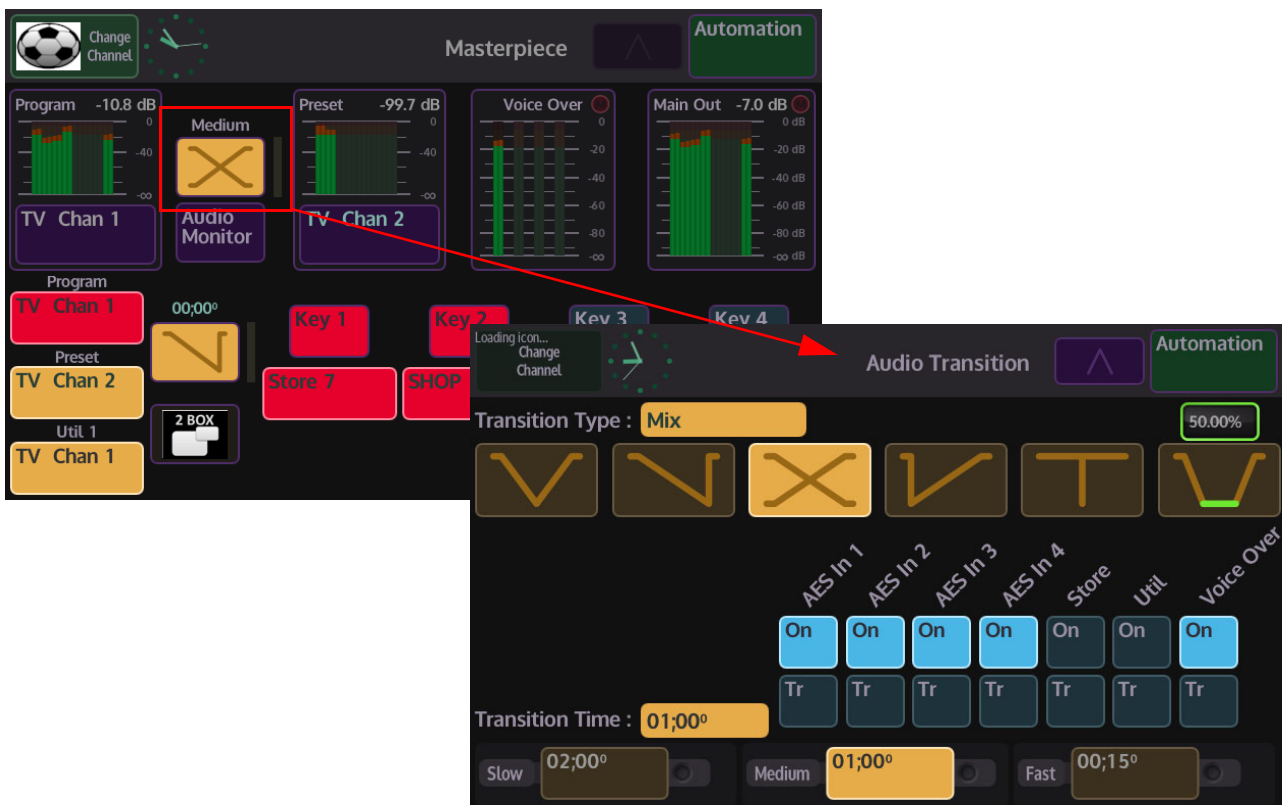 Change
Channel
Masterpiece
Automation
Program -10.8 dB
0
-40
-∞
TV Chan 1
Medium
Audio
Monitor
Preset -99.7 dB
0
-40
-∞
TV Chan 2
Voice Over
0
-20
-40
-60
-80
-∞
Main Out -7.0 dB
0 dB
-20 dB
-40 dB
-60 dB
-80 dB
-∞ dB
Program
TV Chan 1
Preset
TV Chan 2
Util 1
TV Chan 1
00;00⁰
2 BOX
Key 1
Key 2
Key 3
Key 4
Store 7
SHOP
Loading icon...
Change
Channel
Audio Transition
Automation
Transition Type : Mix
50.00%
AES In 1
AES In 2
AES In 3
AES In 4
Store
Util
Voice Over
On On On On On On On
Tr Tr Tr Tr Tr Tr Tr
Transition Time : 01;00⁰
Slow 02;00⁰
Medium 01;00⁰
Fast 00;15⁰